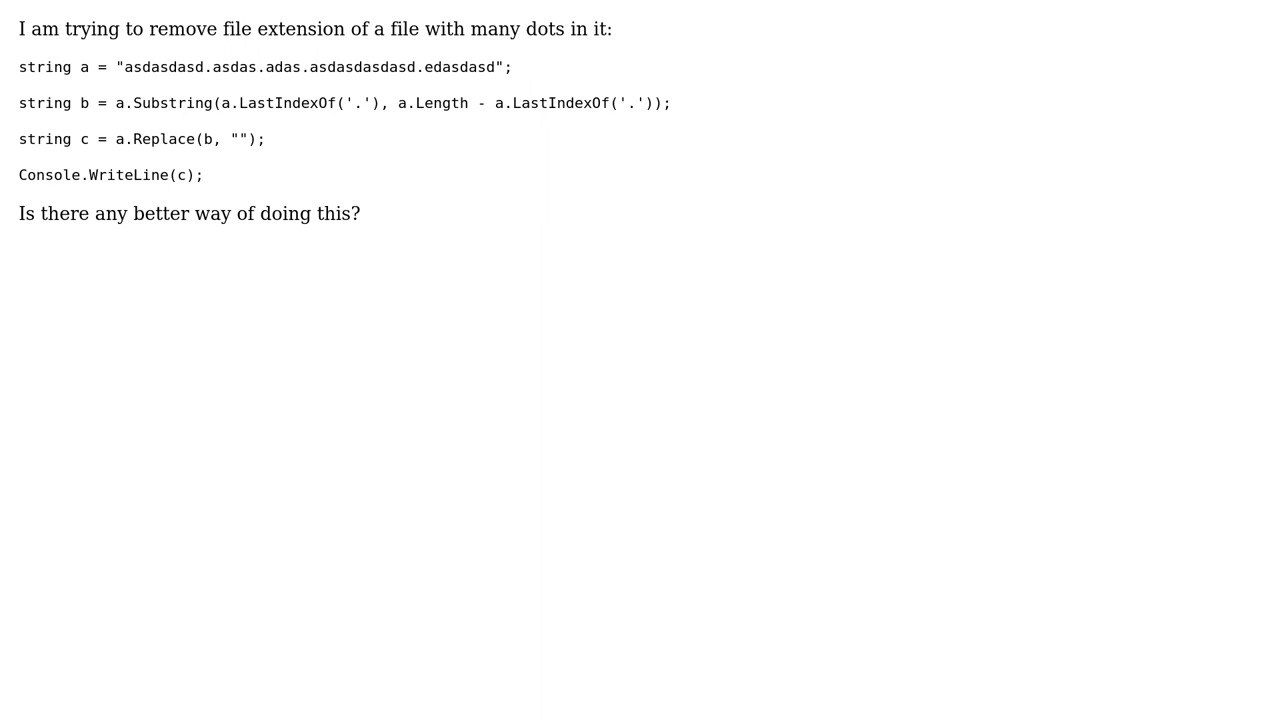 I am trying to remove file extension of a file with many dots in it:
string a = "asdasdasd.asdas.adas.asdasdasdasd.edasdasd";
string b = a.Substring(a.LastIndexOf('.'), a.Length - a.LastIndexOf('.'));
string c = a.Replace(b, "");
Console.WriteLine(c);
Is there any better way of doing this?